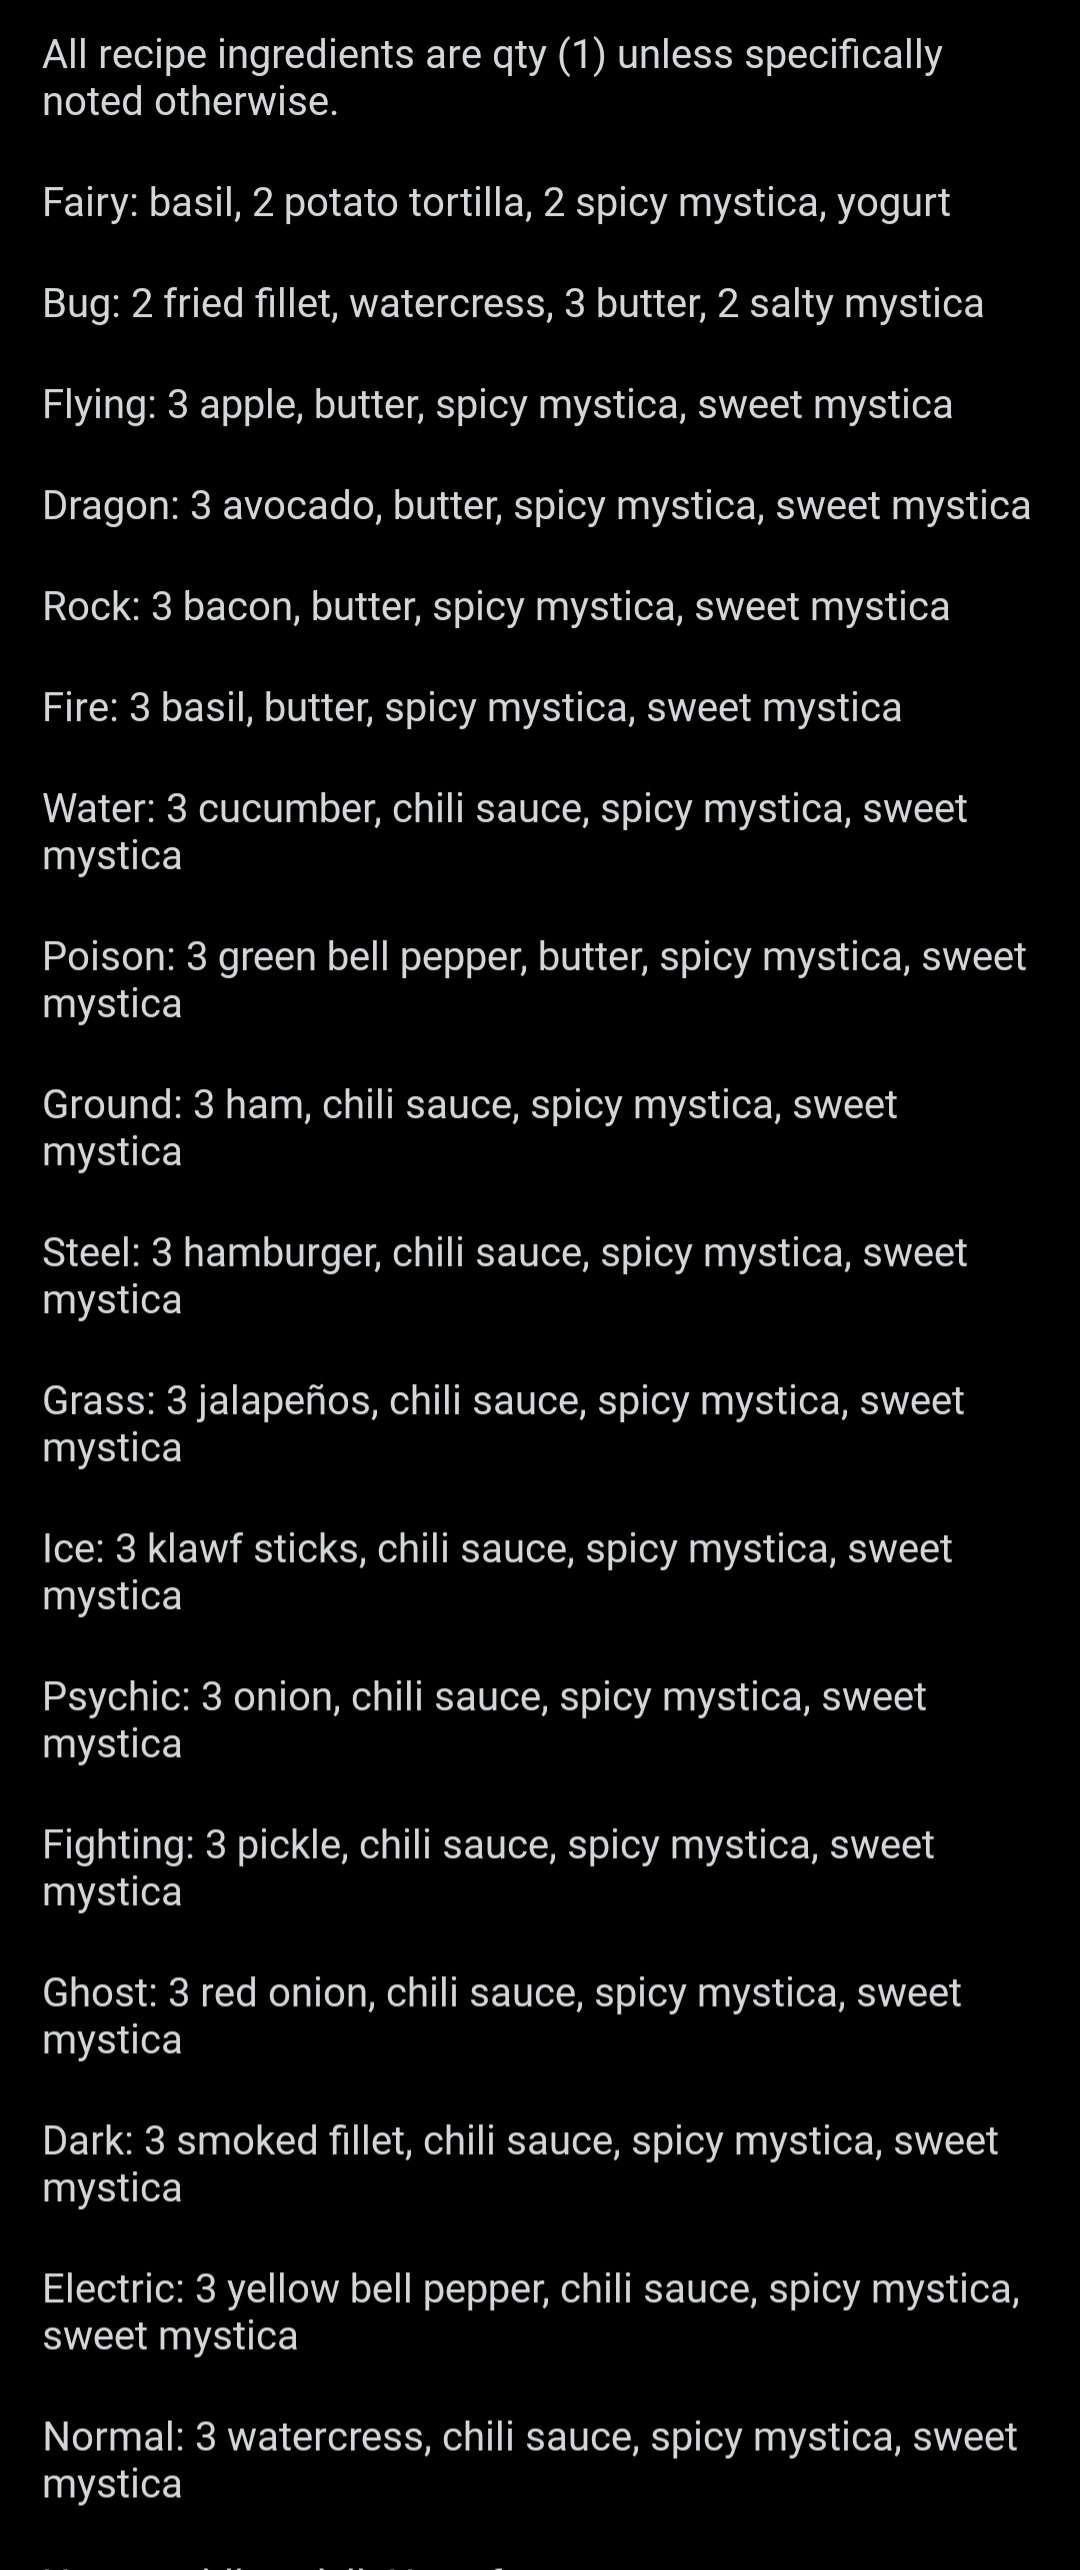 All recipe ingredients are qty (1) unless specifically
noted otherwise.
Fairy: basil, 2 potato tortilla, 2 spicy mystica, yogurt
Bug: 2 fried fillet, watercress, 3 butter, 2 salty mystica
Flying: 3 apple, butter, spicy mystica, sweet mystica
Dragon: 3 avocado, butter, spicy mystica, sweet mystica
Rock: 3 bacon, butter, spicy mystica, sweet mystica
Fire: 3 basil, butter, spicy mystica, sweet mystica
Water: 3 cucumber, chili sauce, spicy mystica, sweet
mystica
Poison: 3 green bell pepper, butter, spicy mystica, sweet
mystica
Ground: 3 ham, chili sauce, spicy mystica, sweet
mystica
Steel: 3 hamburger, chili sauce, spicy mystica, sweet
mystica
Grass: 3 jalapeños, chili sauce, spicy mystica, sweet
mystica
Ice: 3 klawf sticks, chili sauce, spicy mystica, sweet
mystica
Psychic: 3 onion, chili sauce, spicy mystica, sweet
mystica
Fighting: 3 pickle, chili sauce, spicy mystica, sweet
mystica
Ghost: 3 red onion, chili sauce, spicy mystica, sweet
mystica
Dark: 3 smoked fillet, chili sauce, spicy mystica, sweet
mystica
Electric: 3 yellow bell pepper, chili sauce, spicy mystica,
sweet mystica
Normal: 3 watercress, chili sauce, spicy mystica, sweet
mystica